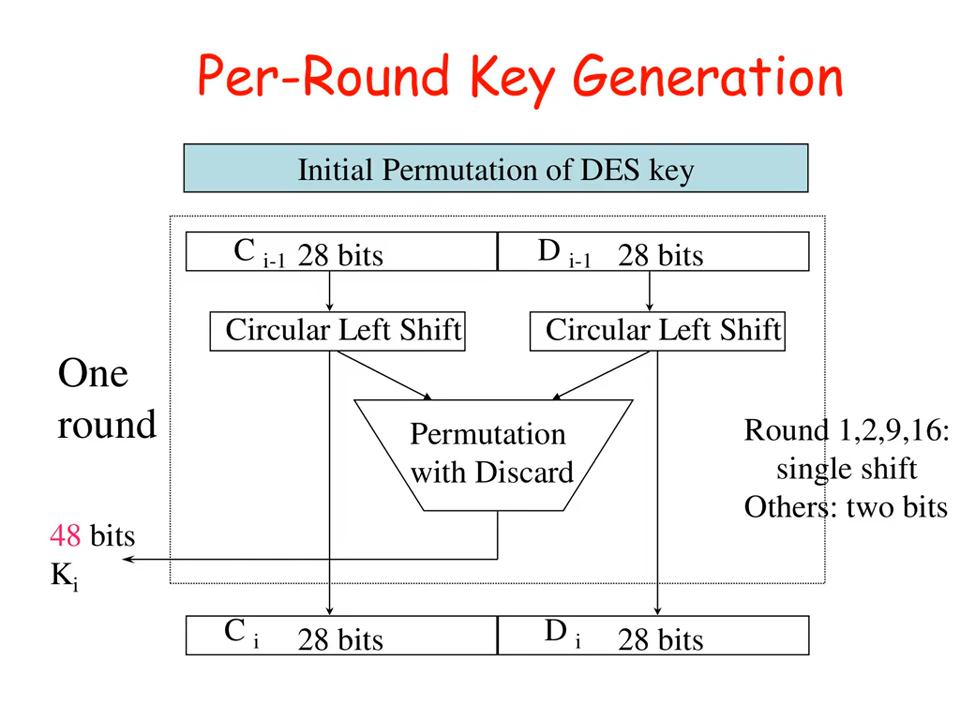 Per-Round Key Generation
Initial Permutation of DES key
C i-1 28 bits
D i-1 28 bits
Circular Left Shift
Circular Left Shift
One
round
Permutation
with Discard
Round 1,2,9,16:
single shift
Others: two bits
48 bits
Ki
C i 28 bits
D i 28 bits